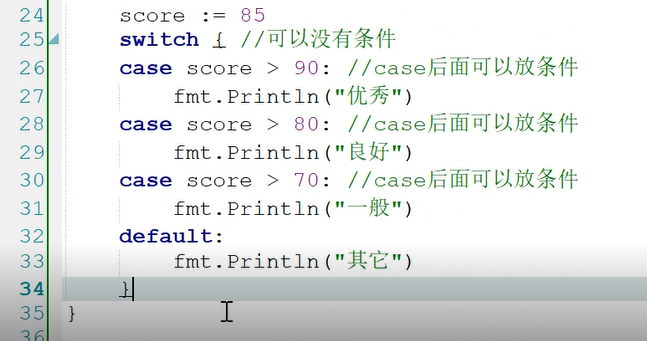 24 score := 85
25 switch { //可以没有条件
26 case score > 90: //case后面可以放条件
27 fmt.Println("优秀")
28 case score > 80: //case后面可以放条件
29 fmt.Println("良好")
30 case score > 70: //case后面可以放条件
31 fmt.Println("一般")
32 default:
33 fmt.Println("其它")
34 }
35 }
36